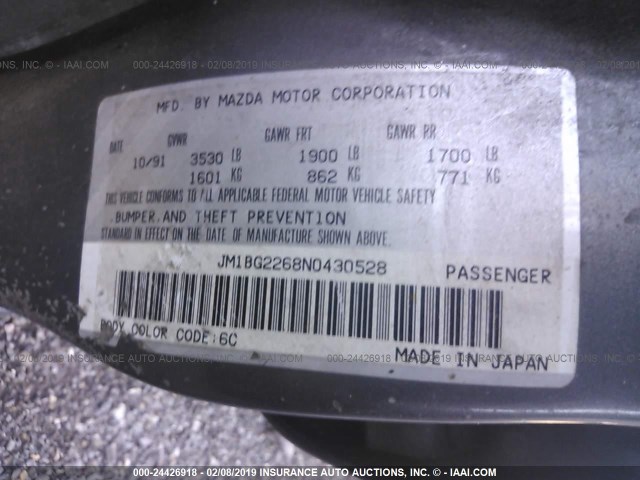 MFD. BY MAZDA MOTOR CORPORATION
DATE GVWR GAWR FRT GAWR RR
10/91 3530 LB 1900 LB 1700 LB
1601 KG 862 KG 771 KG
THIS VEHICLE CONFORMS TO ALL APPLICABLE FEDERAL MOTOR VEHICLE SAFETY
,BUMPER,AND THEFT PREVENTION
STANDARD IN EFFECT ON THE DATE OF MANUFACTURE SHOWN ABOVE.
JM1BG2268N0430528 PASSENGER
BODY COLOR CODE:6C
MADE IN JAPAN
000-24426918 - 02/08/2019 INSURANCE AUTO AUCTIONS, INC. - IAAI.COM